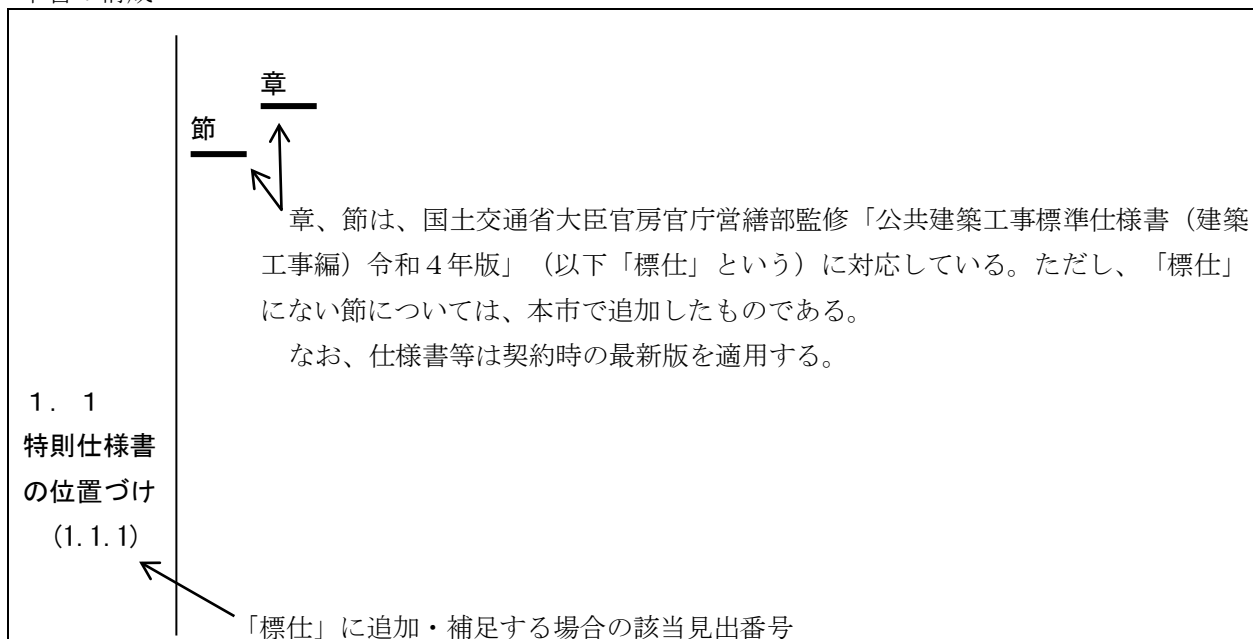 章
節
章、節は、国土交通省大臣官房官庁営繕部監修「公共建築工事標準仕様書（建築
工事編）令和４年版」（以下「標仕」という）に対応している。ただし、「標仕」
にない節については、本市で追加したものである。
なお、仕様書等は契約時の最新版を適用する。
１．１
特則仕様書
の位置づけ
(1.1.1)
「標仕」に追加・補足する場合の該当見出番号